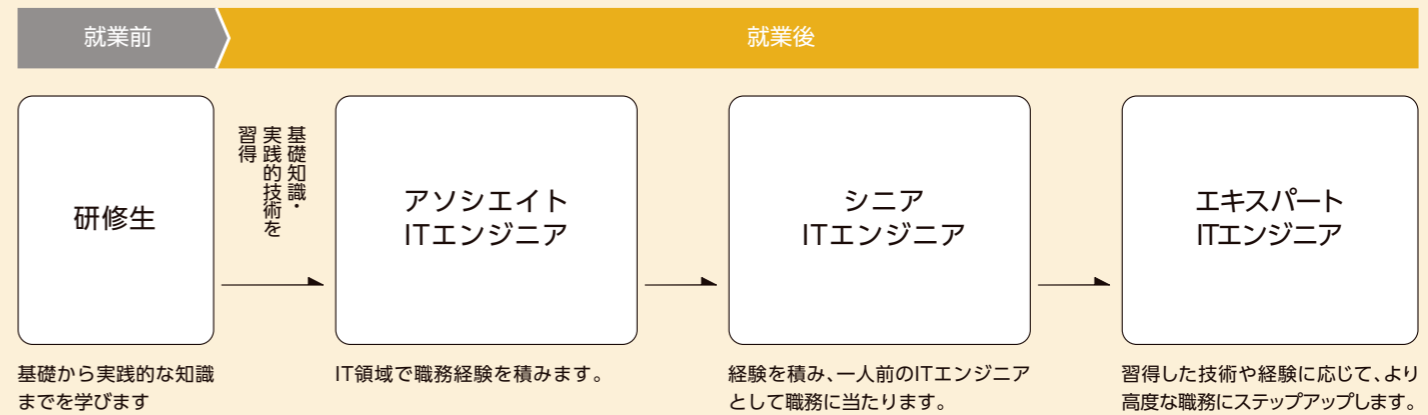 就業前
就業後
研修生
基礎知識・
実践的技術を
習得
アソシエイト
ITエンジニア
シニア
ITエンジニア
エキスパート
ITエンジニア
基礎から実践的な知識
までを学びます
IT領域で職務経験を積みます。
経験を積み、一人前のITエンジニア
として職務に当たります。
習得した技術や経験に応じて、より
高度な職務にステップアップします。